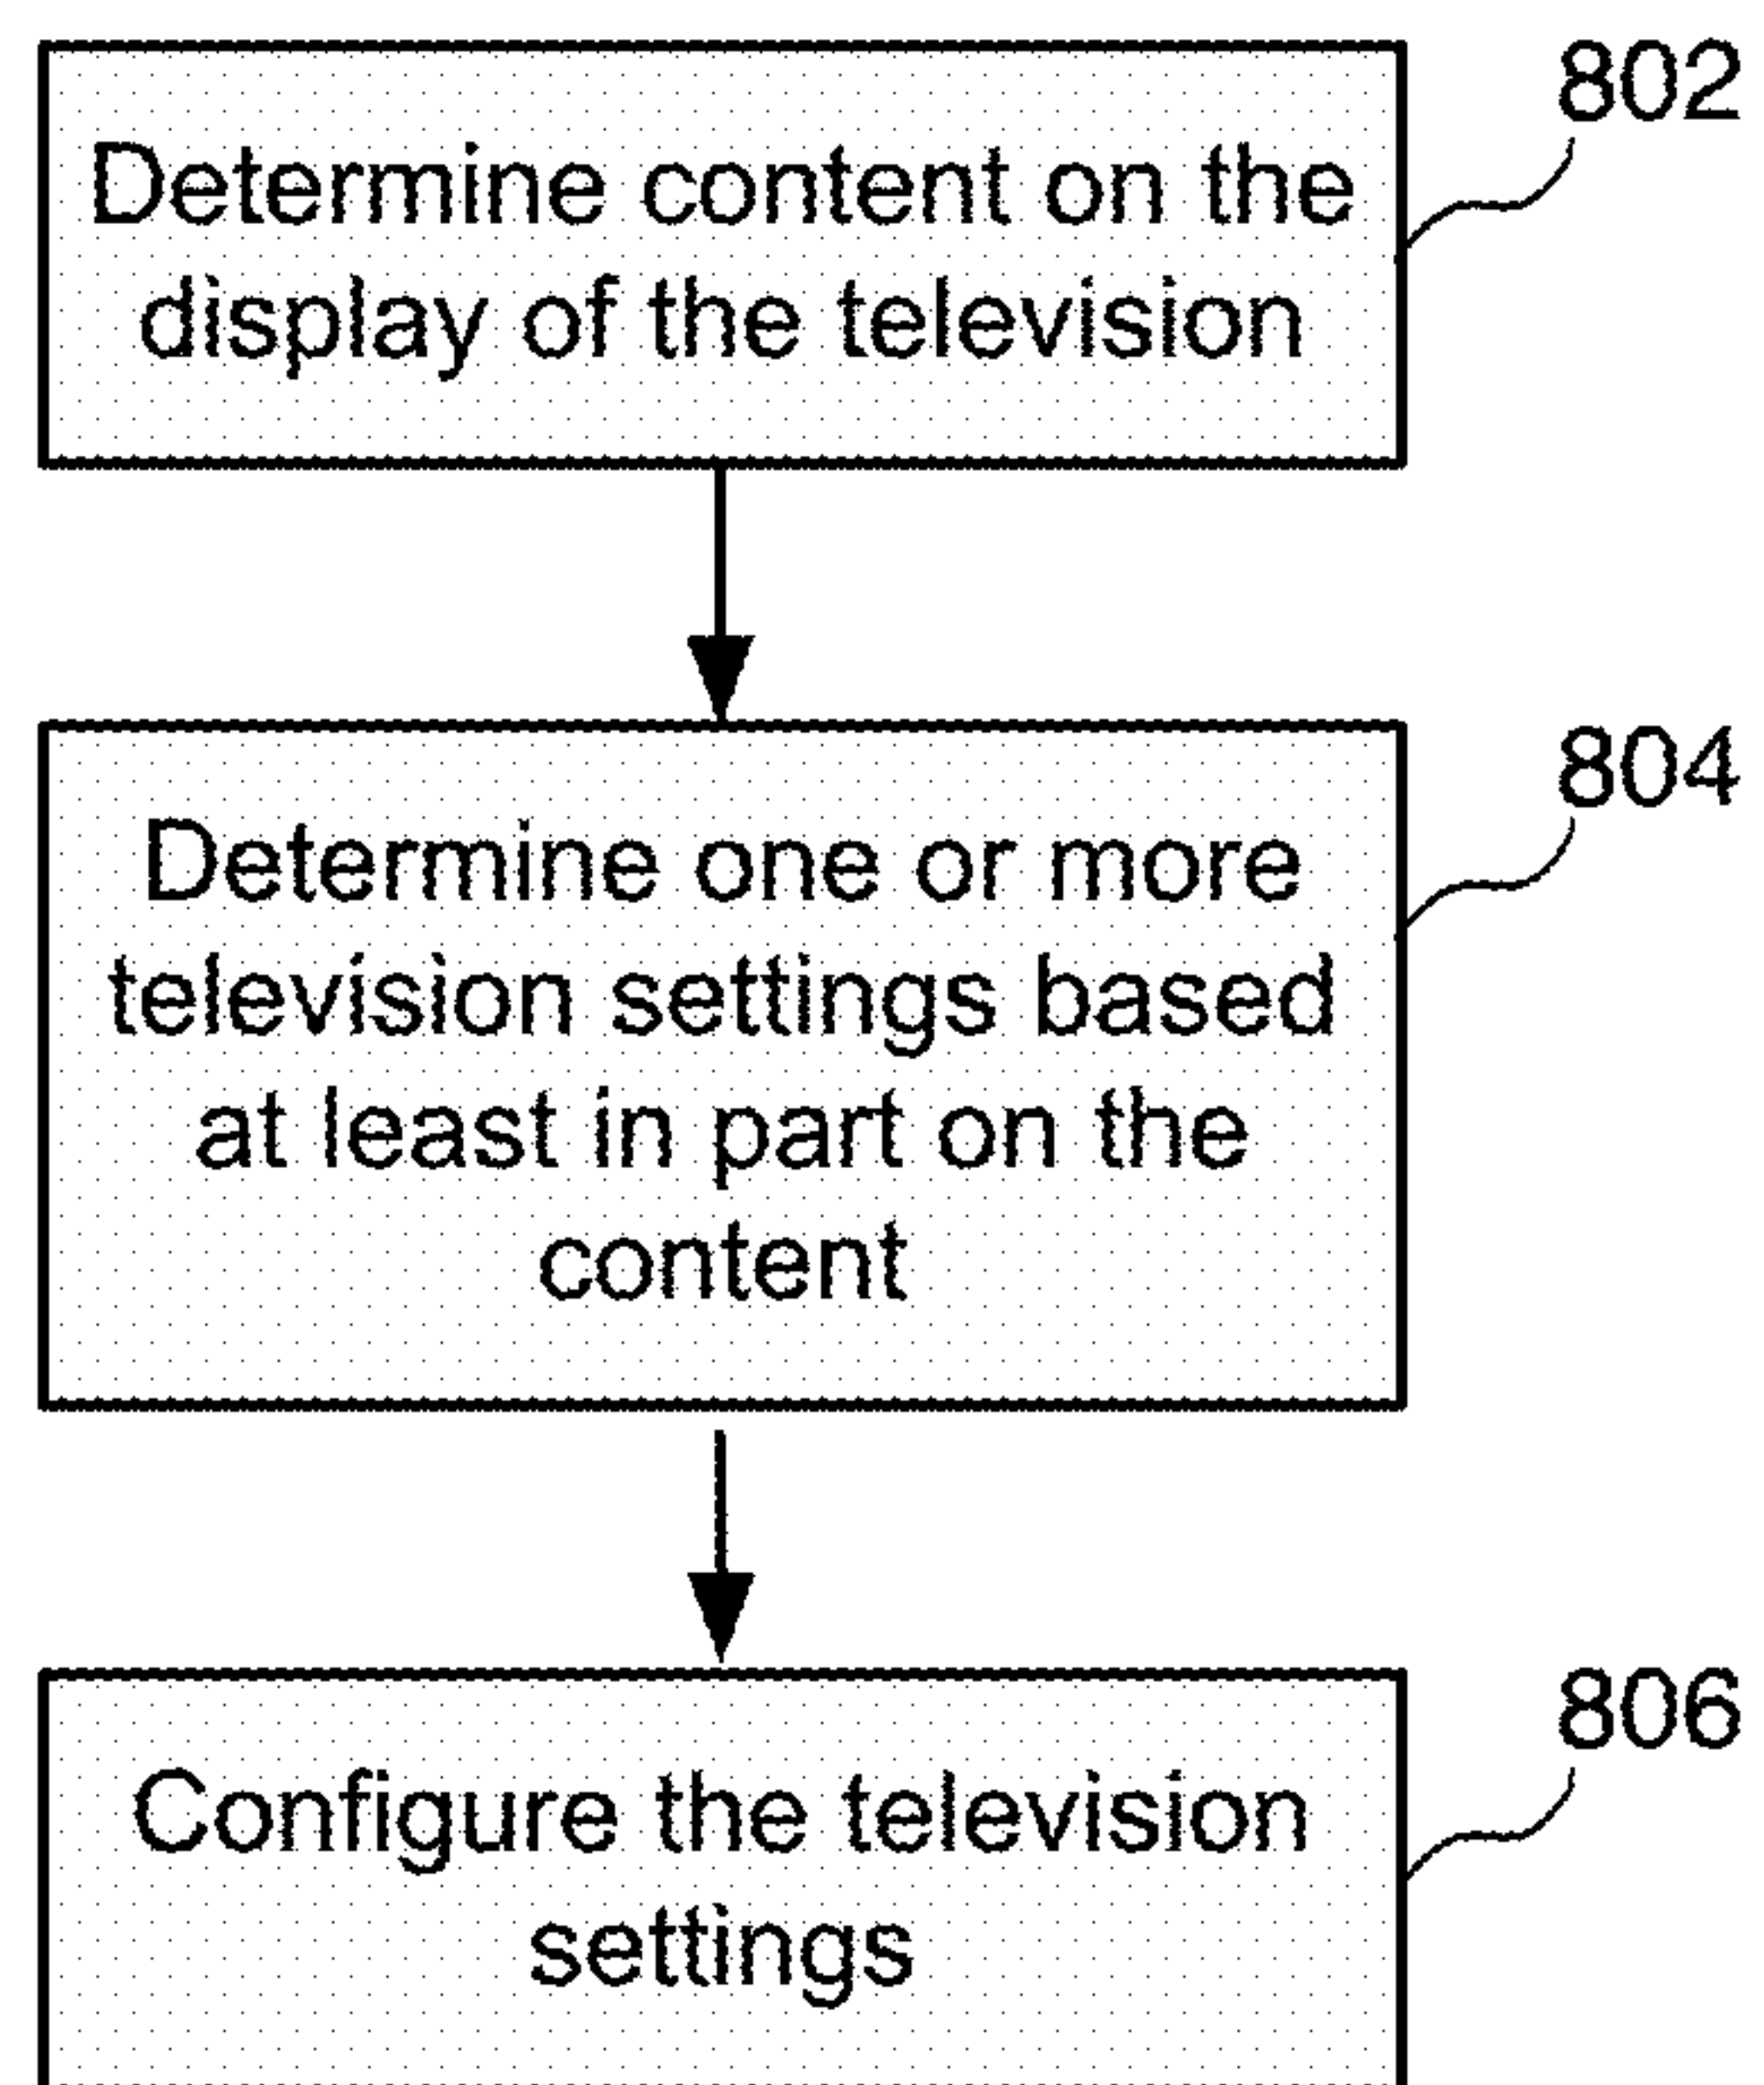 802
Determine content on the
display of the television
804
Determine one or more
television settings based
at least in part on the
content
806
Configure the television
settings